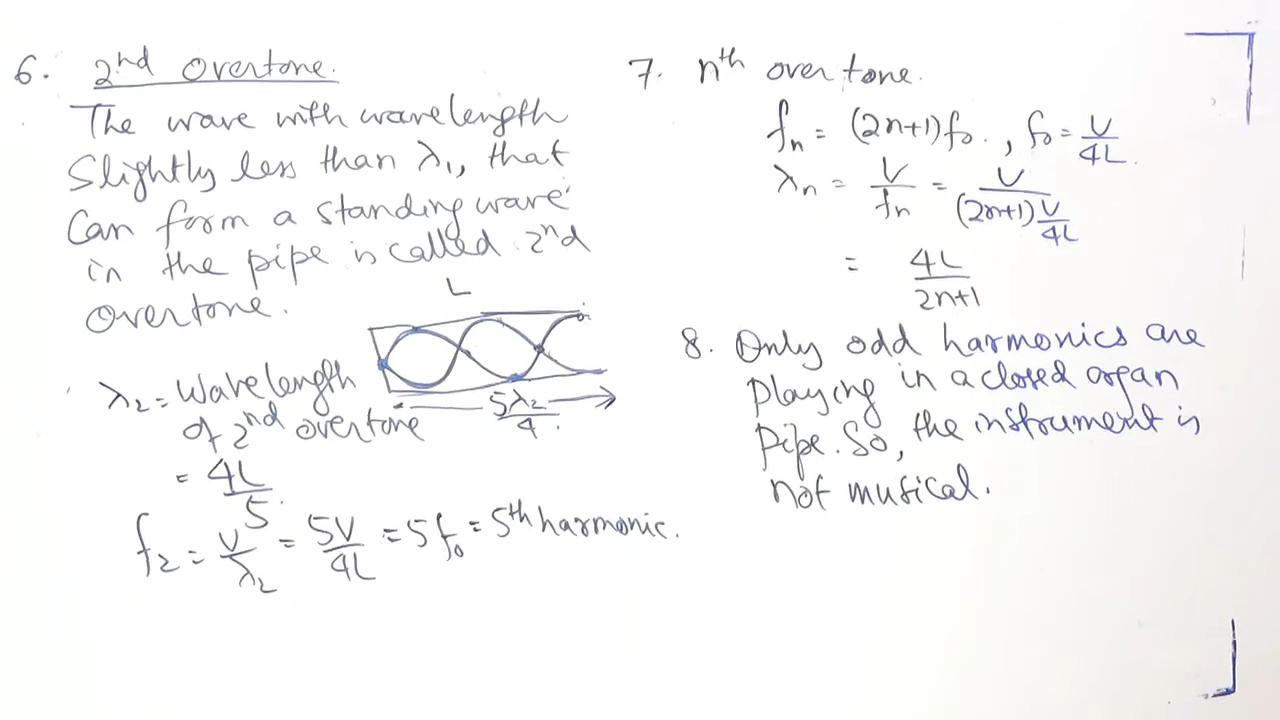 6. 2nd Overtone.
The wave with wavelength
Slightly less than λ₁, that
Can form a standing wave
in the pipe is called 2nd
Overtone.
L
λ₂ = Wavelength
of 2nd overtone
= 4L/5
5λ₂/4
f₂ = V/λ₂ = 5V/4L = 5f₀ = 5th harmonic.
7. nth overtone.
fₙ = (2n+1)f₀. , f₀ = V/4L.
λₙ = V/fₙ = V/(2n+1)V/4L
= 4L/2n+1
8. Only odd harmonics are
playing in a closed organ
pipe. So, the instrument is
not musical.